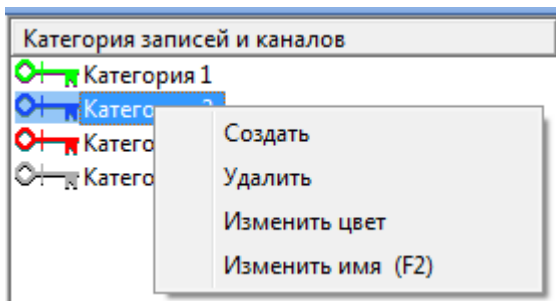 Категория записей и каналов
Категория 1
Создать
Удалить
Изменить цвет
Изменить имя (F2)